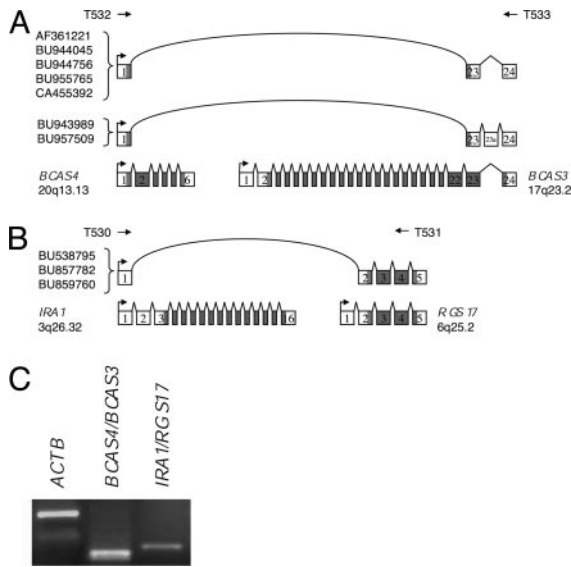 A
T532
T533
AF361221
BU944045
BU944756
BU955765
CA455392
1
23
24
BU943989
BU957509
1
23
23a
24
BCAS4
20q13.13
1
2
6
1
2
22
23
24
BCAS3
17q23.2
B
T530
T531
BU538795
BU857782
BU859760
1
2
3
4
5
IRA1
3q26.32
1
2
3
6
1
2
3
4
5
RGS17
6q25.2
C
ACTB
BCAS4/BCAS3
IRA1/RGS17